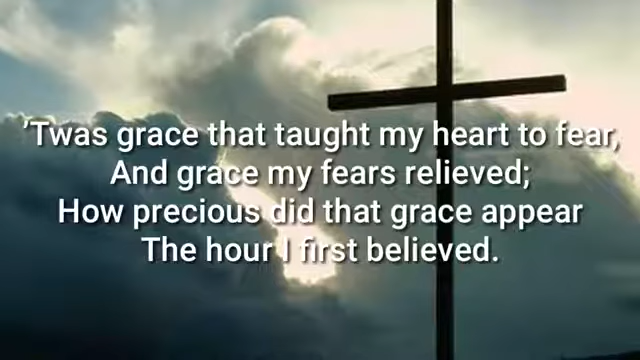 ’Twas grace that taught my heart to fear,
And grace my fears relieved;
How precious did that grace appear
The hour I first believed.